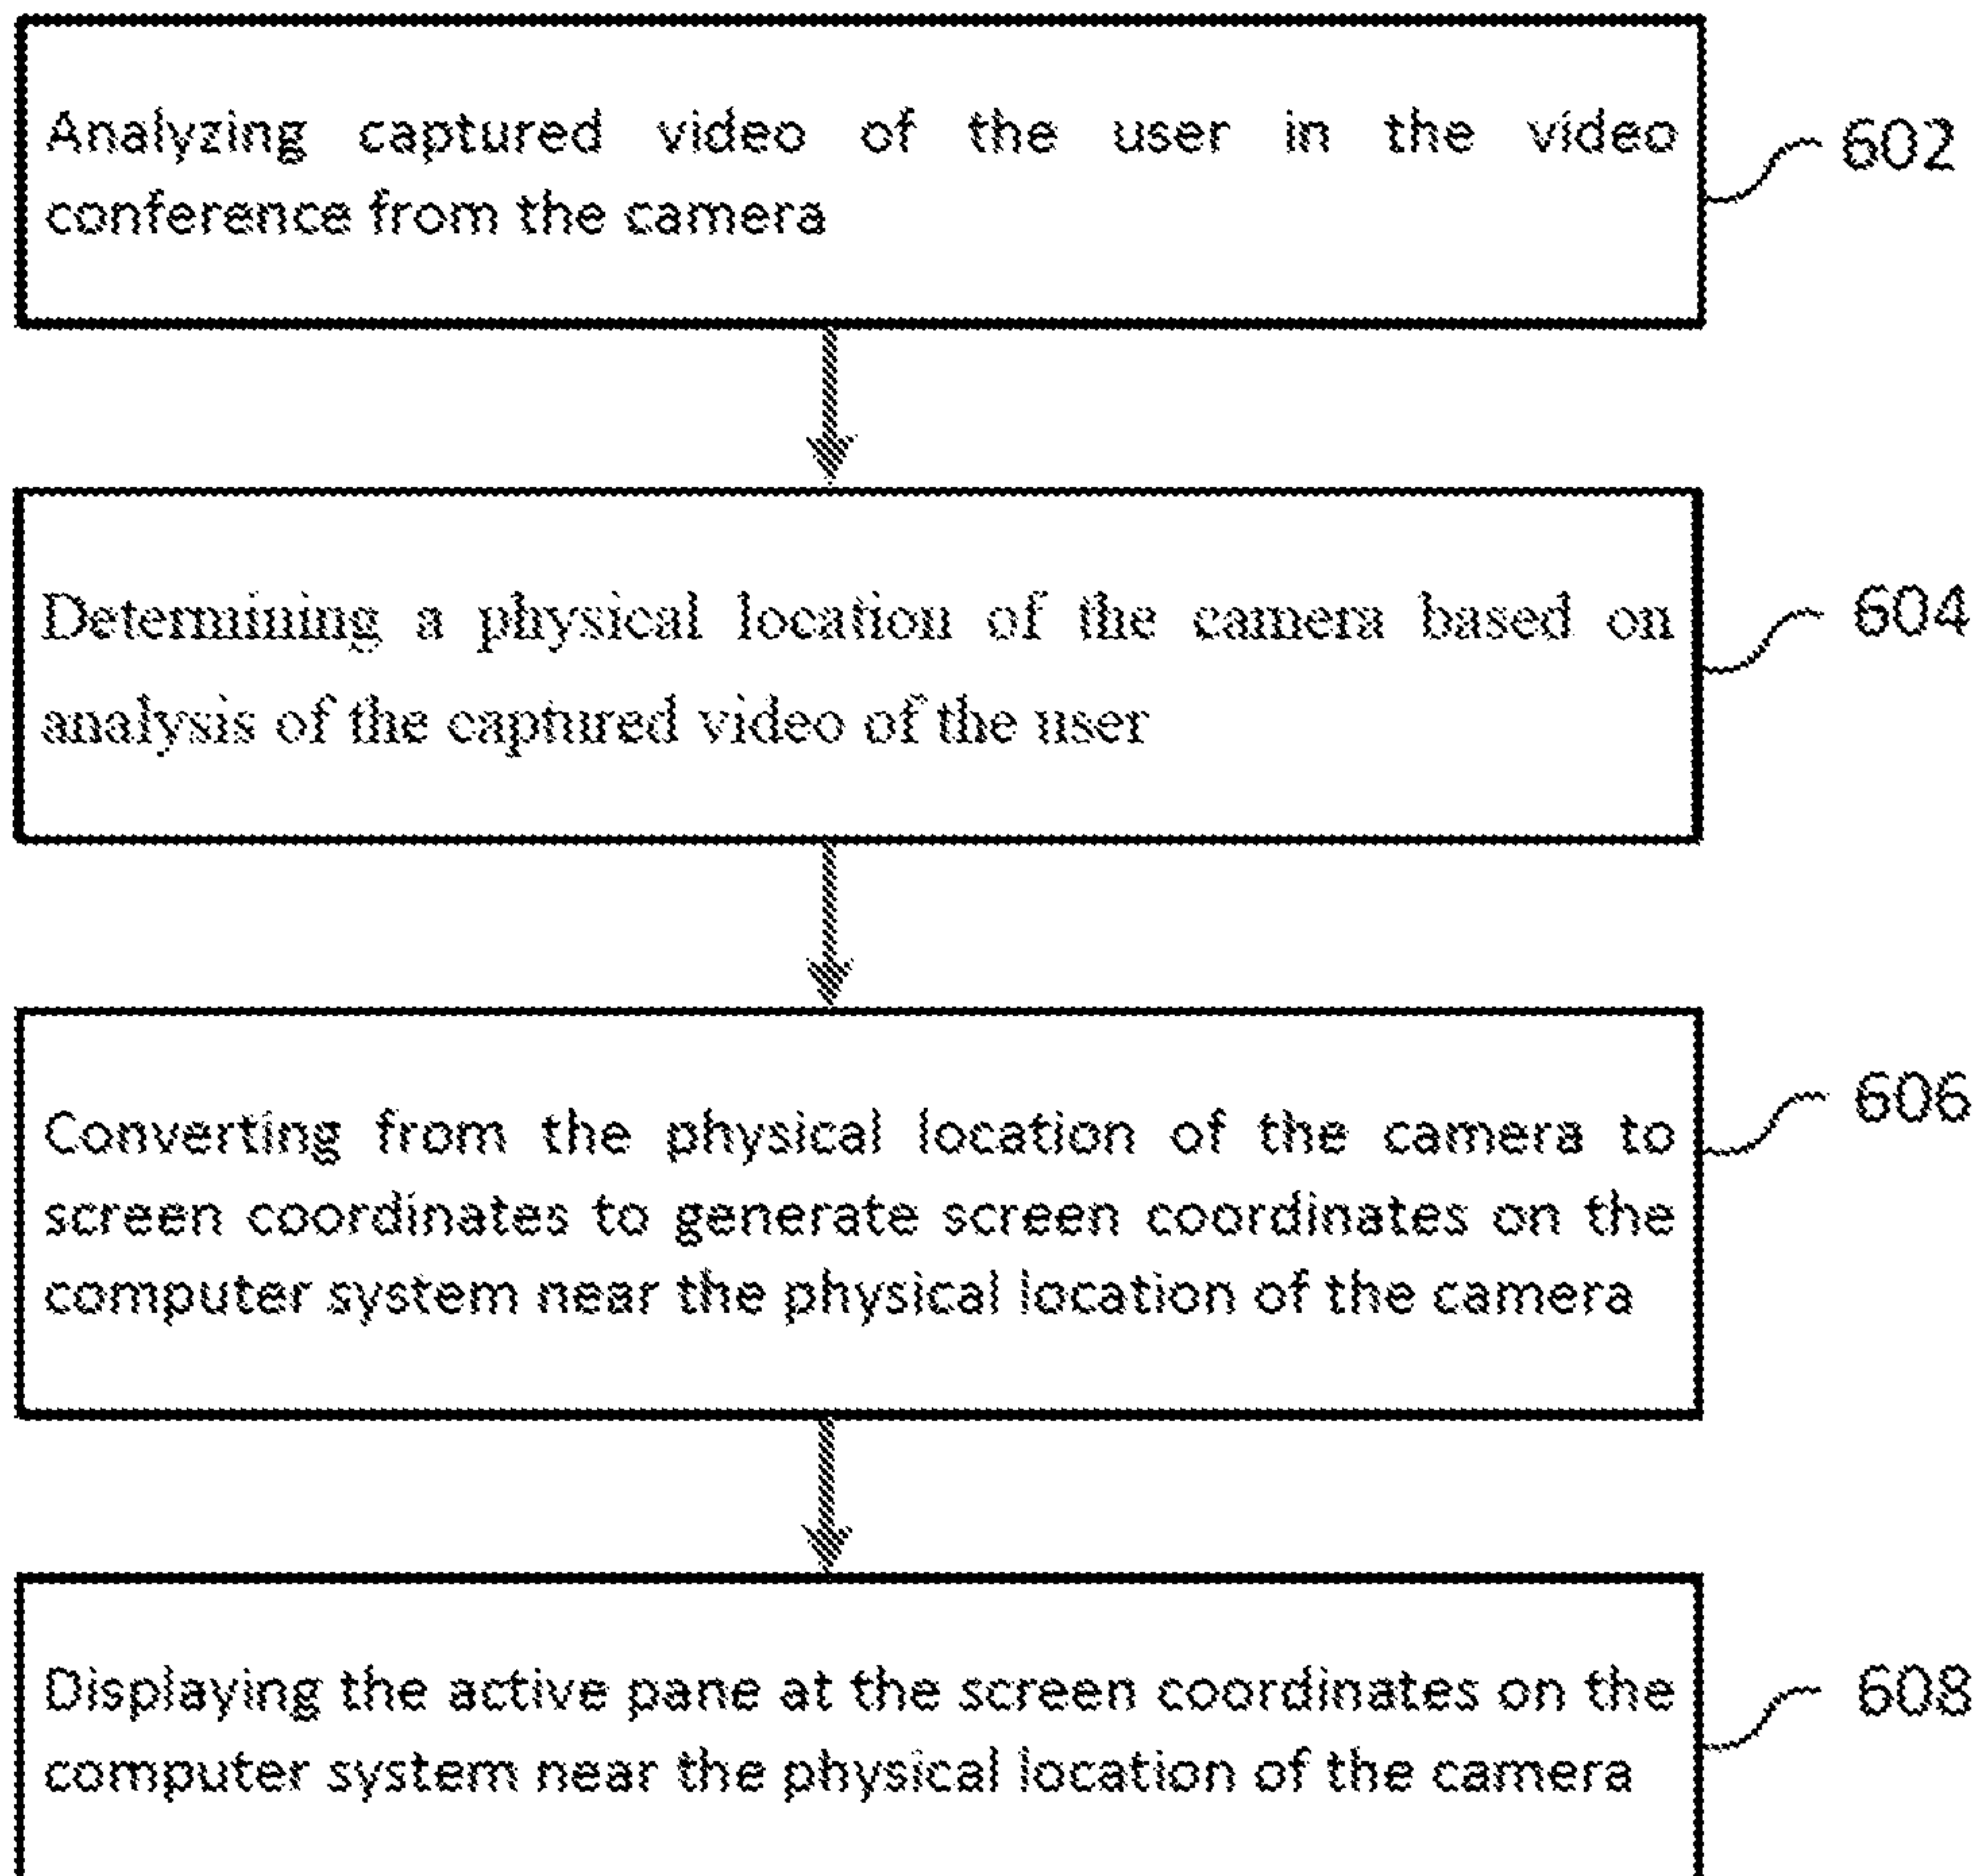 Analyzing captured video of the user in the video
602
conference from the camera
Determining a physical location of the camera based on
604
analysis of the captured video of the user
Converting from the physical location of the camera to
606
screen coordinates to generate screen coordinates on the
computer system near the physical location of the camera
Displaying the active pane at the screen coordinates on the
608
computer system near the physical location of the camera